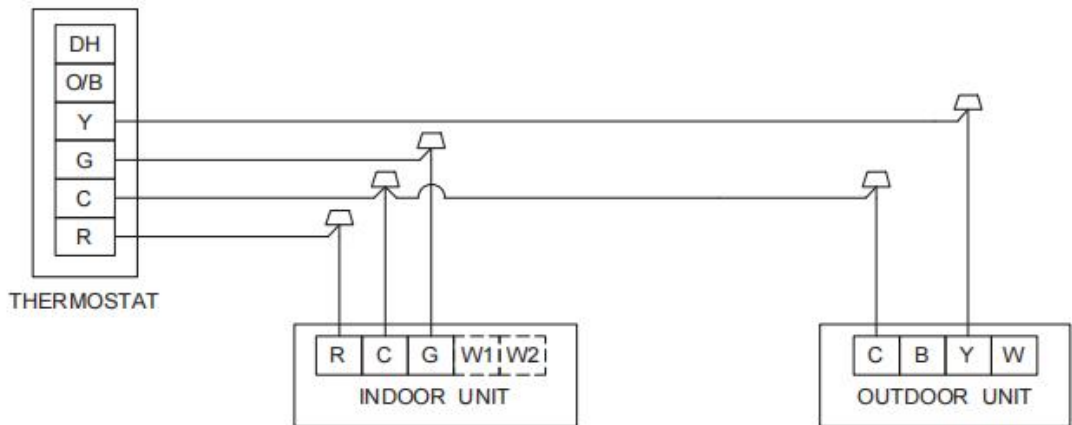 DH
O/B
Y
G
C
R
THERMOSTAT
R C G W1 W2
INDOOR UNIT
C B Y W
OUTDOOR UNIT